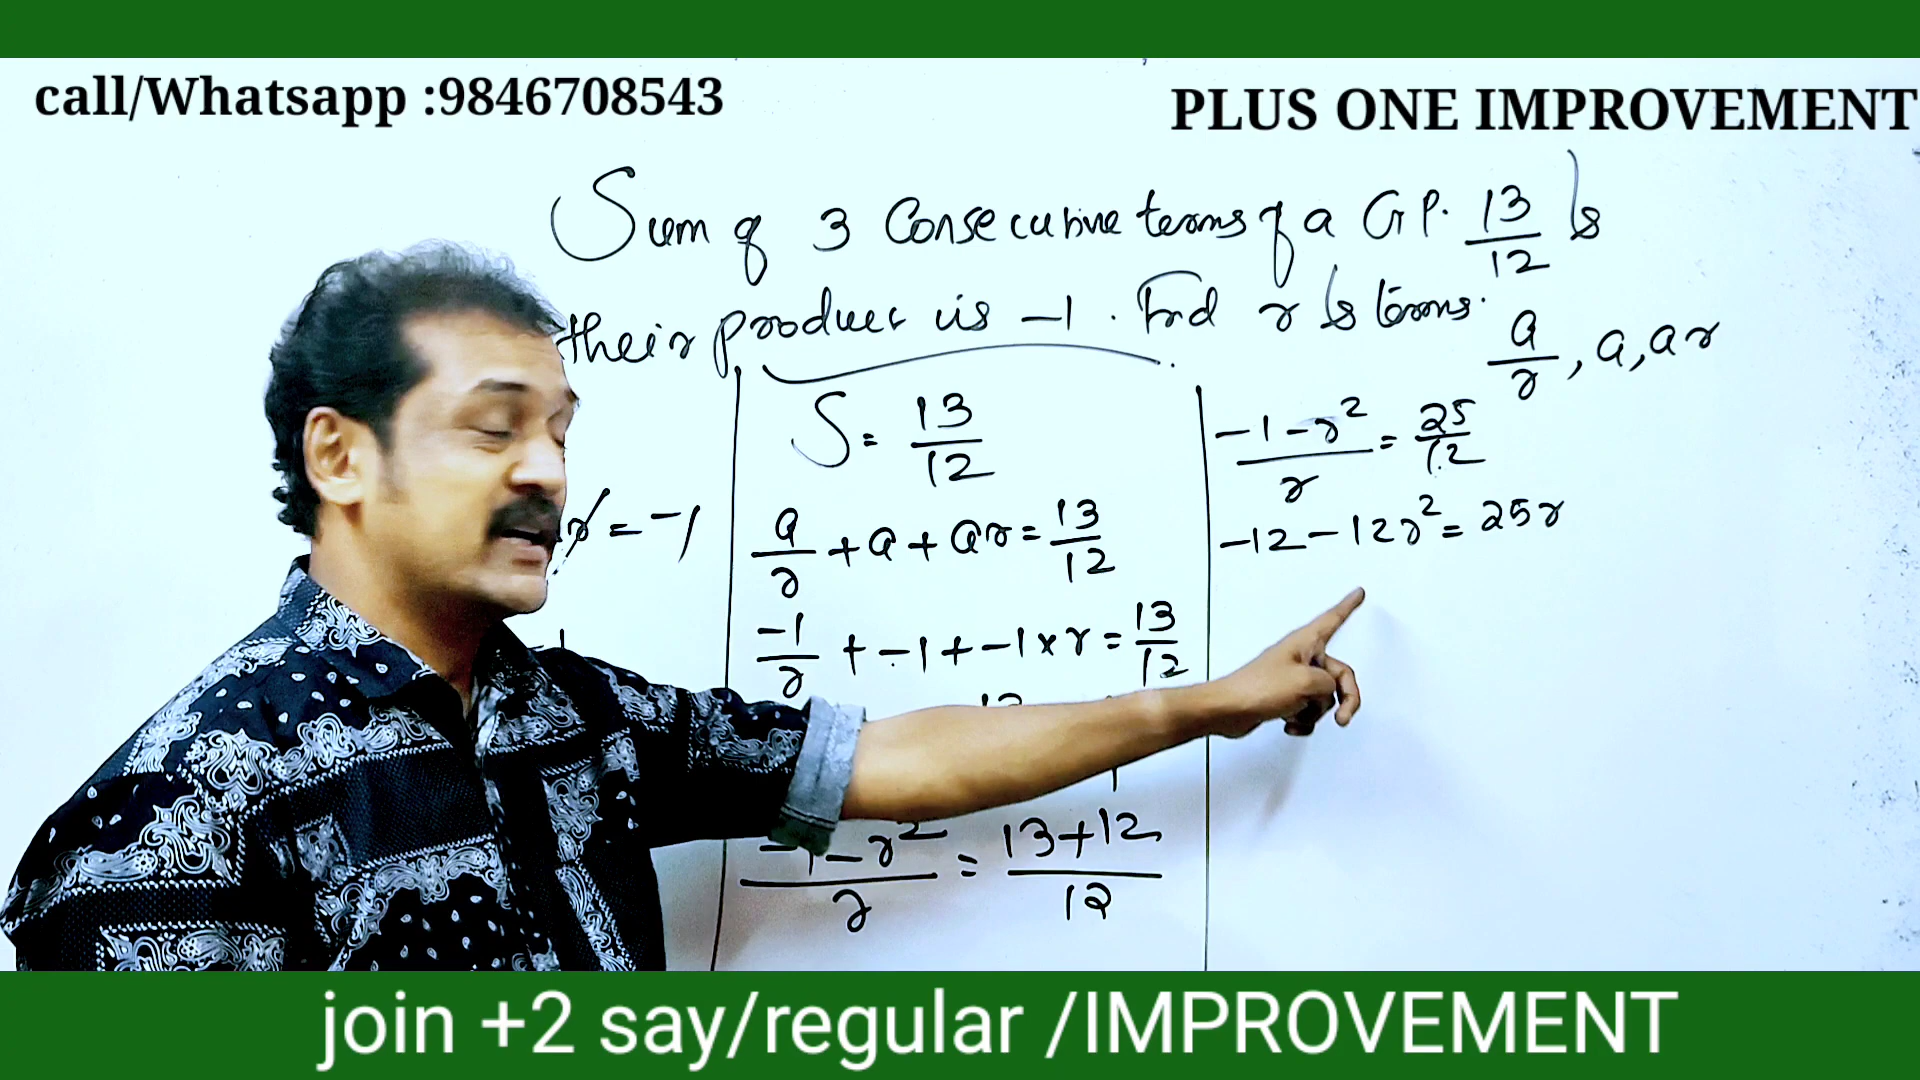 call/Whatsapp :9846708543
PLUS ONE IMPROVEMENT
Sum of 3 Consecutive terms of a GP. 13/12 &
their product is -1. Find r & terms.
a/r, a, ar
r = -1
-1
S = 13/12
a/r + a + ar = 13/12
-1/r + -1 + -1 × r = 13/12
-1-r²/r = 13+12/12
-1-r²/r = 25/12
-12-12r² = 25r
join +2 say/regular /IMPROVEMENT